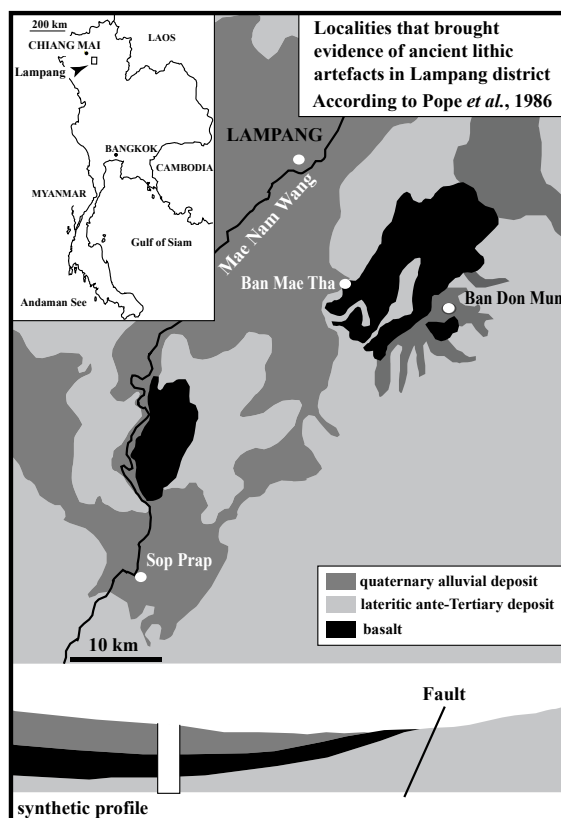 200 km
CHIANG MAI
LAOS
Lampang
BANGKOK
CAMBODIA
MYANMAR
Gulf of Siam
Andaman See
Localities that brought
evidence of ancient lithic
artefacts in Lampang district
According to Pope et al., 1986
LAMPANG
Mae Nam Wang
Ban Mae Tha
Ban Don Mun
Sop Prap
quaternary alluvial deposit
lateritic ante-Tertiary deposit
basalt
10 km
Fault
synthetic profile